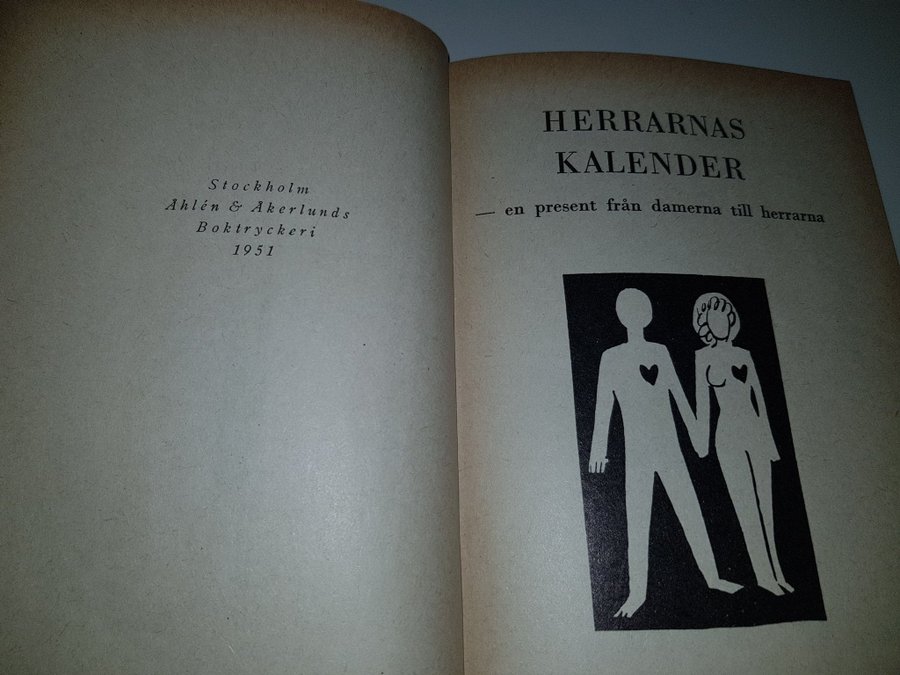 Stockholm
Åhlén & Åkerlunds
Boktryckeri
1951
HERRARNAS
KALENDER
— en present från damerna till herrarna